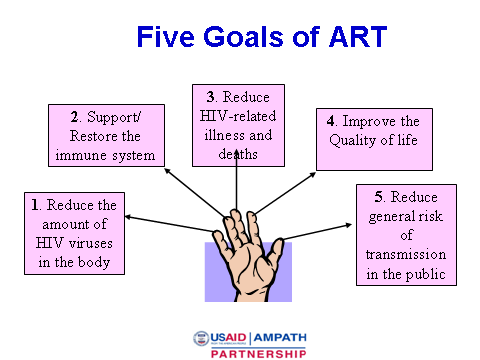 Five Goals of ART
1. Reduce the
amount of
HIV viruses
in the body
2. Support/
Restore the
immune system
3. Reduce
HIV-related
illness and
deaths
4. Improve the
Quality of life
5. Reduce
general risk
of
transmission
in the public
USAID | AMPATH
PARTNERSHIP